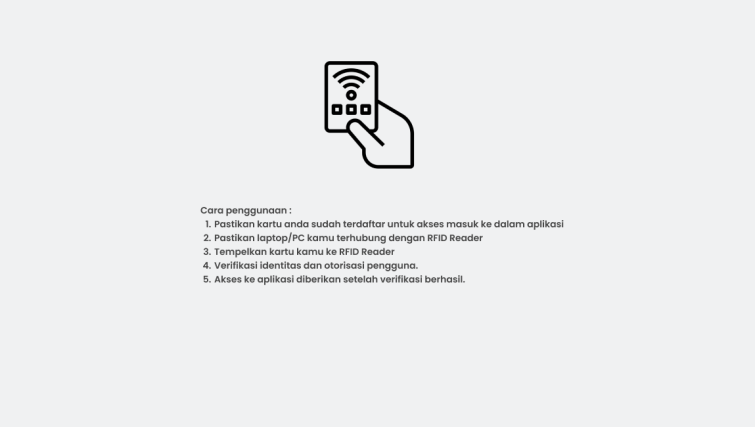 Cara penggunaan :
1. Pastikan kartu anda sudah terdaftar untuk akses masuk ke dalam aplikasi
2. Pastikan laptop/PC kamu terhubung dengan RFID Reader
3. Tempelkan kartu kamu ke RFID Reader
4. Verifikasi identitas dan otorisasi pengguna.
5. Akses ke aplikasi diberikan setelah verifikasi berhasil.